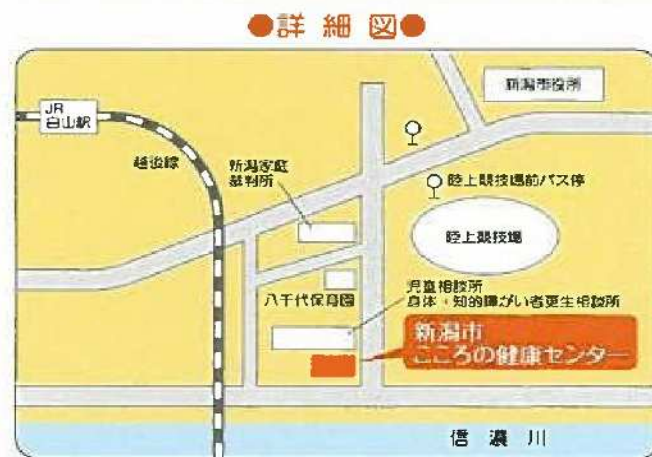 ●詳細図●
新潟市役所
JR
白山駅
越後線
新潟家庭
裁判所
陸上競技場前バス停
陸上競技場
児童相談所
身体・知的障がい者更生相談所
八千代保育園
新潟市
こころの健康センター
信濃川